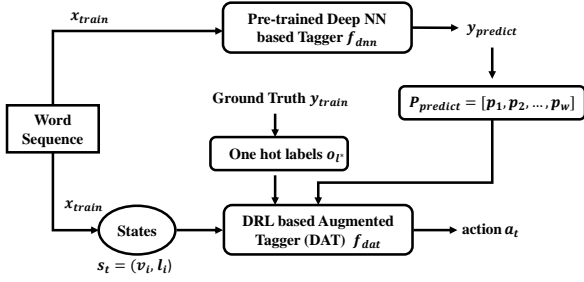 x_train
Pre-trained Deep NN
based Tagger f_dnn
y_predict
Ground Truth y_train
P_predict = [p_1, p_2, ..., p_w]
Word
Sequence
One hot labels o_l*
x_train
States
DRL based Augmented
Tagger (DAT) f_dat
action a_t
s_t = (v_i, l_i)